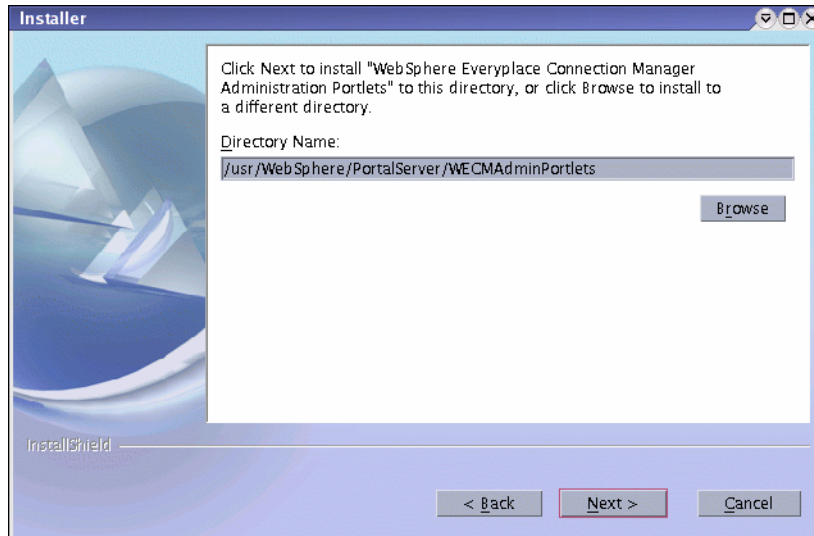 Installer
Click Next to install "WebSphere Everyplace Connection Manager
Administration Portlets" to this directory, or click Browse to install to
a different directory.
Directory Name:
/usr/WebSphere/PortalServer/WECMAdminPortlets
Browse
InstallShield
< Back
Next >
Cancel